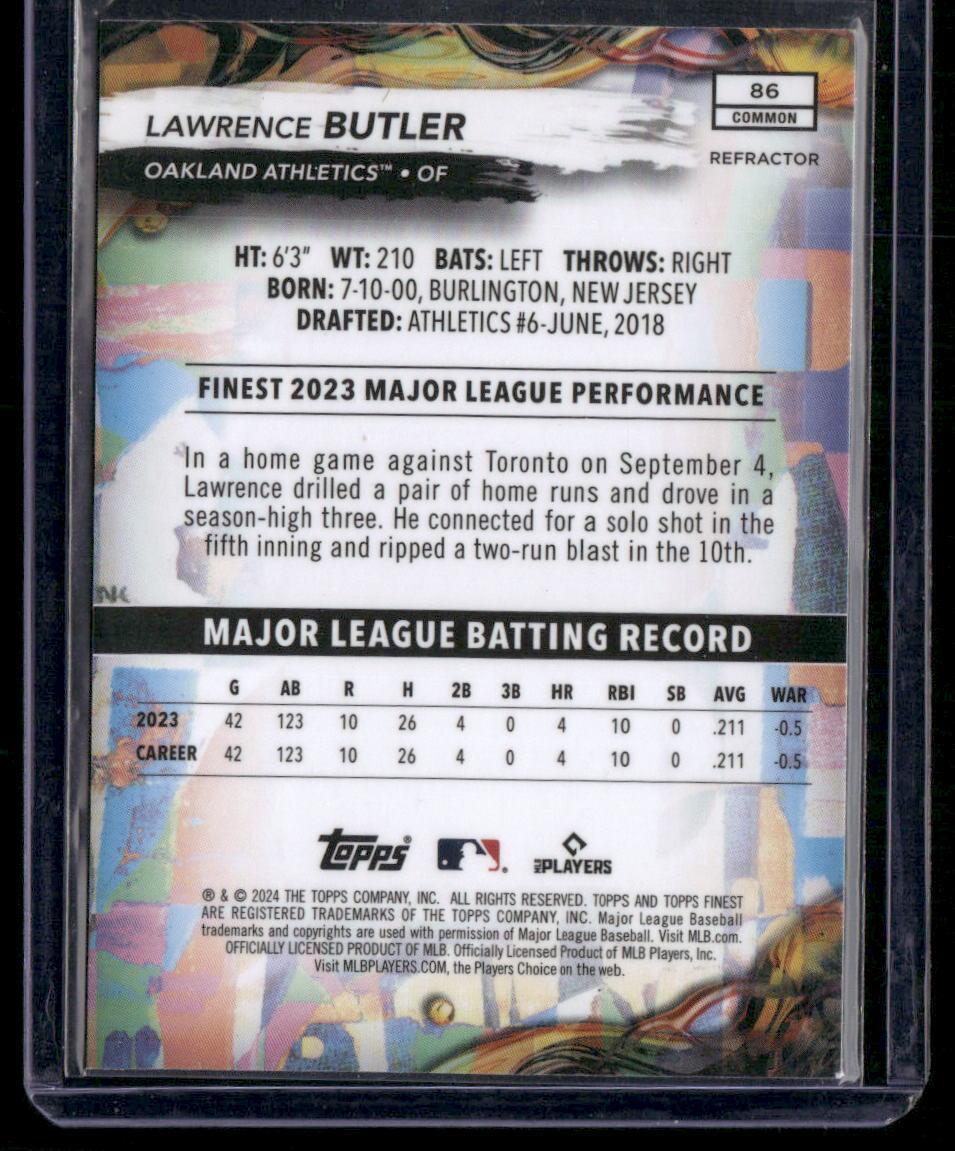 LAWRENCE BUTLER
OAKLAND ATHLETICS™ • OF
86
COMMON
REFRACTOR
HT: 6'3" WT: 210 BATS: LEFT THROWS: RIGHT
BORN: 7-10-00, BURLINGTON, NEW JERSEY
DRAFTED: ATHLETICS #6-JUNE, 2018
FINEST 2023 MAJOR LEAGUE PERFORMANCE
In a home game against Toronto on September 4,
Lawrence drilled a pair of home runs and drove in a
season-high three. He connected for a solo shot in the
fifth inning and ripped a two-run blast in the 10th.
MAJOR LEAGUE BATTING RECORD
G AB R H 2B 3B HR RBI SB AVG WAR
2023 42 123 10 26 4 0 4 10 0 .211 -0.5
CAREER 42 123 10 26 4 0 4 10 0 .211 -0.5
Topps® MLB PLAYERS
® & © 2024 THE TOPPS COMPANY, INC. ALL RIGHTS RESERVED. TOPPS AND TOPPS FINEST
ARE REGISTERED TRADEMARKS OF THE TOPPS COMPANY, INC. Major League Baseball
trademarks and copyrights are used with permission of Major League Baseball. Visit MLB.com.
OFFICIALLY LICENSED PRODUCT OF MLB. Officially Licensed Product of MLB Players, Inc.
Visit MLBPLAYERS.COM, the Players Choice on the web.